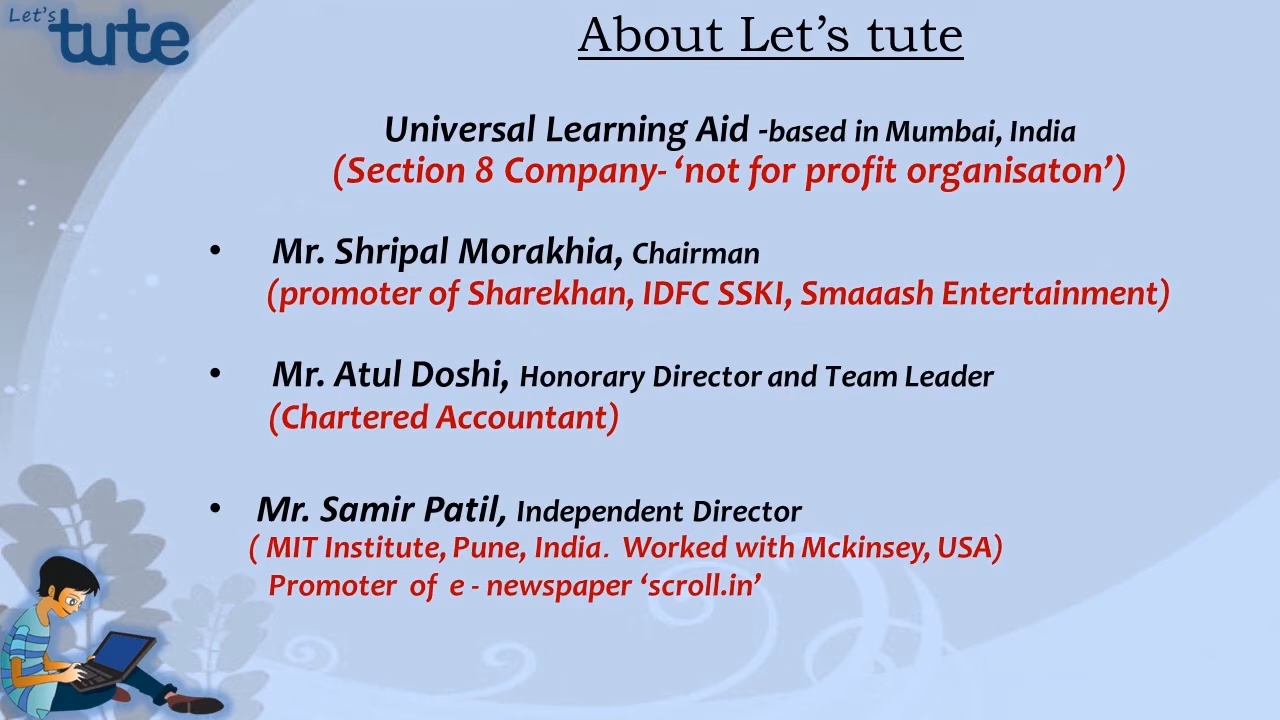 Let's
tute
About Let's tute
Universal Learning Aid -based in Mumbai, India
(Section 8 Company- ‘not for profit organisaton’)
• Mr. Shripal Morakhia, Chairman
(promoter of Sharekhan, IDFC SSKI, Smaaash Entertainment)
• Mr. Atul Doshi, Honorary Director and Team Leader
(Chartered Accountant)
• Mr. Samir Patil, Independent Director
( MIT Institute, Pune, India. Worked with Mckinsey, USA)
Promoter of e - newspaper ‘scroll.in’